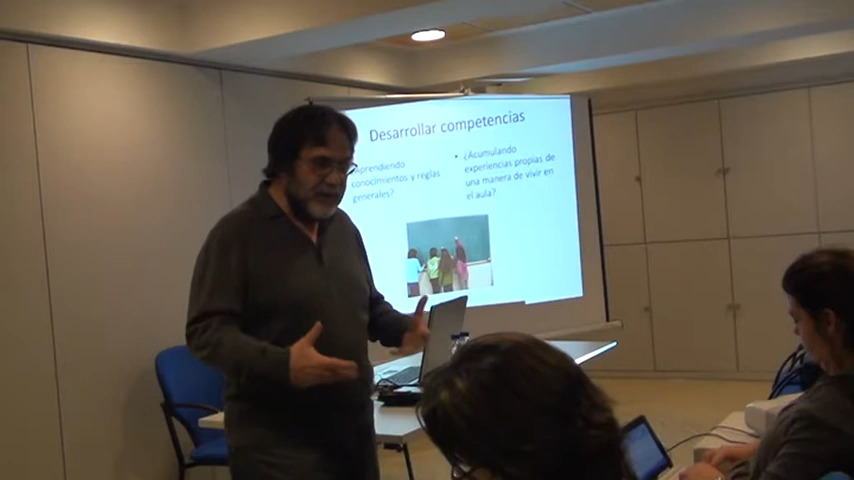 Desarrollar competencias
¿Aprendiendo
conocimientos y reglas
generales?
• ¿Acumulando
experiencias propias de
una manera de vivir en
el aula?